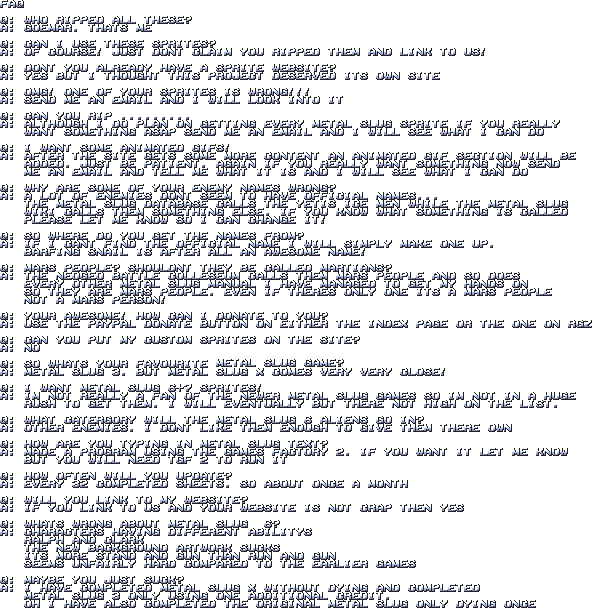 FAQ
Q: WHO RIPPED ALL THESE?
A: GOEMAR. THATS ME
Q: CAN I USE THESE SPRITES?
A: OF COURSE! JUST DONT CLAIM YOU RIPPED THEM AND LINK TO US!
Q: DONT YOU ALREADY HAVE A SPRITE WEBSITE?
A: YES BUT I THOUGHT THIS PROJECT DESERVED ITS OWN SITE
Q: OMG! ONE OF YOUR SPRITES IS WRONG!!!
A: SEND ME AN EMAIL AND I WILL LOOK INTO IT
Q: CAN YOU RIP ........
A: ALTHOUGH I DO PLAN ON GETTING EVERY METAL SLUG SPRITE IF YOU REALLY
WANT SOMETHING ASAP SEND ME AN EMAIL AND I WILL SEE WHAT I CAN DO
Q: I WANT SOME ANIMATED GIFS!
A: AFTER THE SITE GETS SOME MORE CONTENT AN ANIMATED GIF SECTION WILL BE
ADDED. JUST BE PATIENT. AGAIN IF YOU REALLY WANT SOMETHING NOW SEND
ME AN EMAIL AND TELL ME WHAT IT IS AND I WILL SEE WHAT I CAN DO
Q: WHY ARE SOME OF YOUR ENEMY NAMES WRONG?
A: A LOT OF ENEMIES DONT SEEM TO HAVE OFFICIAL NAMES.
THE METAL SLUG DATABASE CALLS THE YETIS ICE MEN WHILE THE METAL SLUG
WIKI CALLS THEM SOMETHING ELSE. IF YOU KNOW WHAT SOMETHING IS CALLED
PLEASE LET ME KNOW SO I CAN CHANGE IT!
Q: SO WHERE DO YOU GET THE NAMES FROM?
A: IF I CANT FIND THE OFFICIAL NAME I WILL SIMPLY MAKE ONE UP.
BARFING SNAIL IS AFTER ALL AN AWESOME NAME!
Q: MARS PEOPLE? SHOULDNT THEY BE CALLED MARTIANS?
A: THE NEOGEO BATTLE COLLESEUM CALLS THEM MARS PEOPLE AND SO DOES
EVERY OTHER METAL SLUG MANUAL I HAVE MANAGED TO GET MY HANDS ON
SO THEY ARE MARS PEOPLE. EVEN IF THERES ONLY ONE ITS A MARS PEOPLE
NOT A MARS PERSON!
Q: YOUR AWESOME! HOW CAN I DONATE TO YOU?
A: USE THE PAYPAL DONATE BUTTON ON EITHER THE INDEX PAGE OR THE ONE ON RGZ
Q: CAN YOU PUT MY CUSTOM SPRITES ON THE SITE?
A: NO
Q: SO WHATS YOUR FAVOURITE METAL SLUG GAME?
A: METAL SLUG 3. BUT METAL SLUG X COMES VERY VERY CLOSE!
Q: I WANT METAL SLUG 6+7 SPRITES!
A: IM NOT REALLY A FAN OF THE NEWER METAL SLUG GAMES SO IM NOT IN A HUGE
RUSH TO GET THEM. I WILL EVENTUALLY BUT THERE NOT HIGH ON THE LIST.
Q: WHAT CATERGORY WILL THE METAL SLUG 6 ALIENS GO IN?
A: OTHER ENEMIES. I DONT LIKE THEM ENOUGH TO GIVE THEM THERE OWN
Q: HOW ARE YOU TYPING IN METAL SLUG TEXT?
A: MADE A PROGRAM USING THE GAMES FACTORY 2. IF YOU WANT IT LET ME KNOW
BUT YOU WILL NEED TGF 2 TO RUN IT
Q: HOW OFTEN WILL YOU UPDATE?
A: EVERY 32 COMPLETED SHEETS. SO ABOUT ONCE A MONTH
Q: WILL YOU LINK TO MY WEBSITE?
A: IF YOU LINK TO US AND YOUR WEBSITE IS NOT CRAP THEN YES
Q: WHATS WRONG ABOUT METAL SLUG 6?
A: CHARACTERS HAVING DIFFERENT ABILITYS
RALPH AND CLARK
THE NEW BACKGROUND ARTWORK SUCKS
ITS MORE STAND AND GUN THAN RUN AND GUN
SEEMS UNFAIRLY HARD COMPARED TO THE EARLIER GAMES
Q: MAYBE YOU JUST SUCK?
A: I HAVE COMPLETED METAL SLUG X WITHOUT DYING AND COMPLETED
METAL SLUG 3 ONLY USING ONE ADDITIONAL CREDIT.
OH I HAVE ALSO COMPLETED THE ORIGINAL METAL SLUG ONLY DYING ONCE